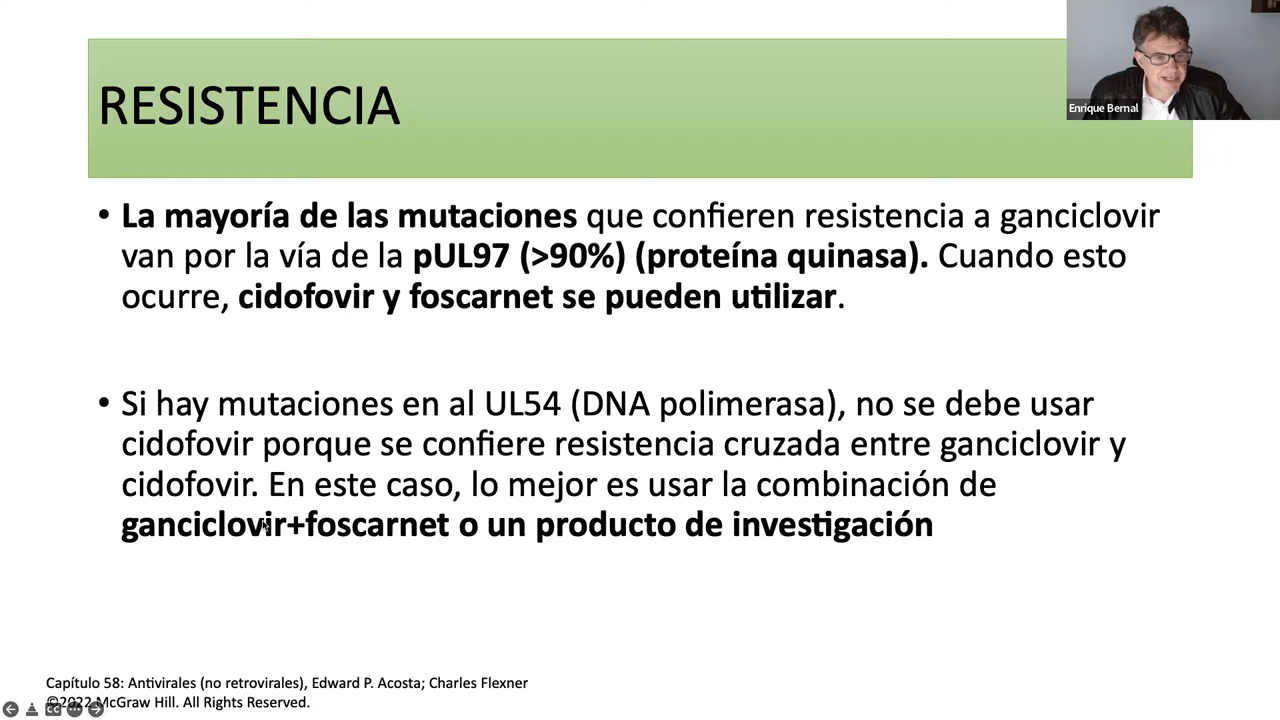 RESISTENCIA
Enrique Bernal
• La mayoría de las mutaciones que confieren resistencia a ganciclovir
van por la vía de la pUL97 (>90%) (proteína quinasa). Cuando esto
ocurre, cidofovir y foscarnet se pueden utilizar.
• Si hay mutaciones en al UL54 (DNA polimerasa), no se debe usar
cidofovir porque se confiere resistencia cruzada entre ganciclovir y
cidofovir. En este caso, lo mejor es usar la combinación de
ganciclovir+foscarnet o un producto de investigación
Capítulo 58: Antivirales (no retrovirales), Edward P. Acosta; Charles Flexner
©2022 McGraw Hill. All Rights Reserved.
CC